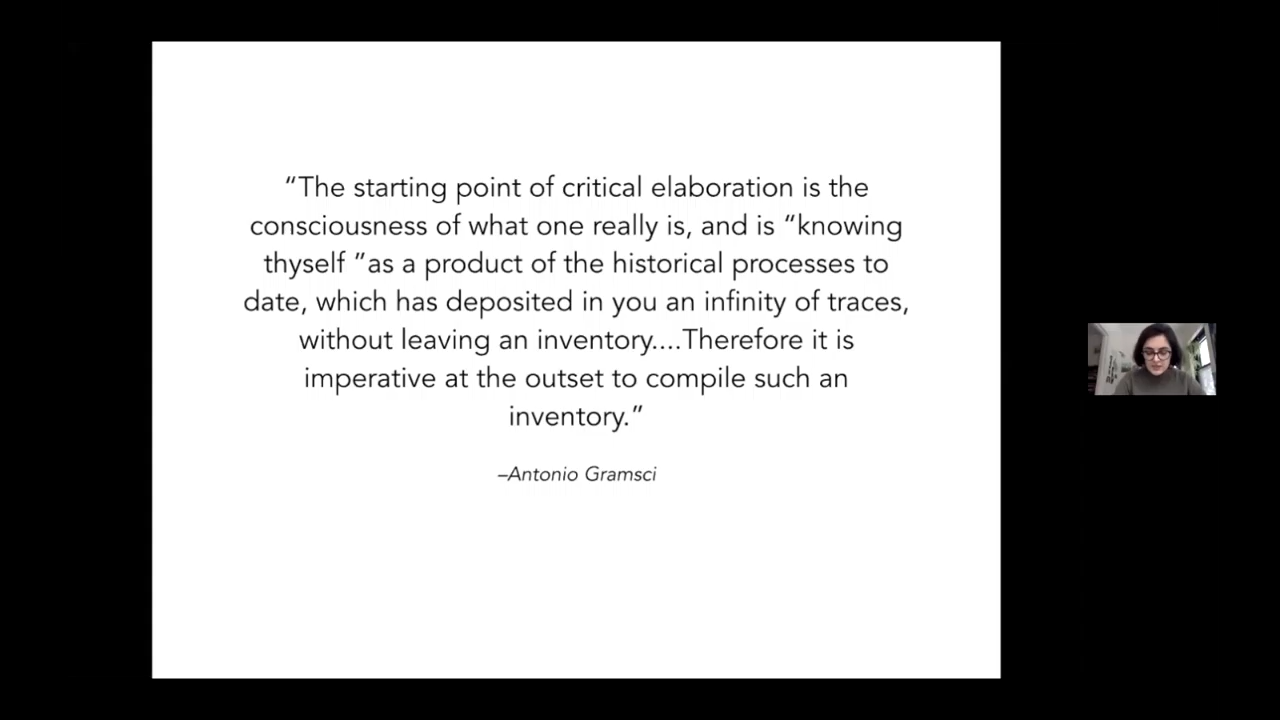 “The starting point of critical elaboration is the
consciousness of what one really is, and is “knowing
thyself ”as a product of the historical processes to
date, which has deposited in you an infinity of traces,
without leaving an inventory....Therefore it is
imperative at the outset to compile such an
inventory.”
–Antonio Gramsci